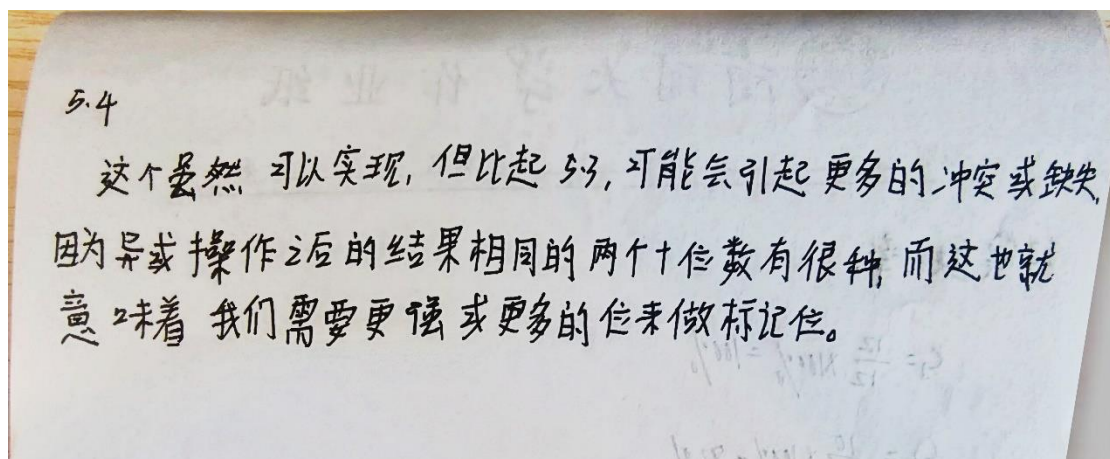 5.4
这个虽然可以实现,但比起5.3,可能会引起更多的冲突或缺失,
因为异或操作之后的结果相同的两个十位数有很种,而这也就
意味着我们需要更强或更多的位来做标记位。